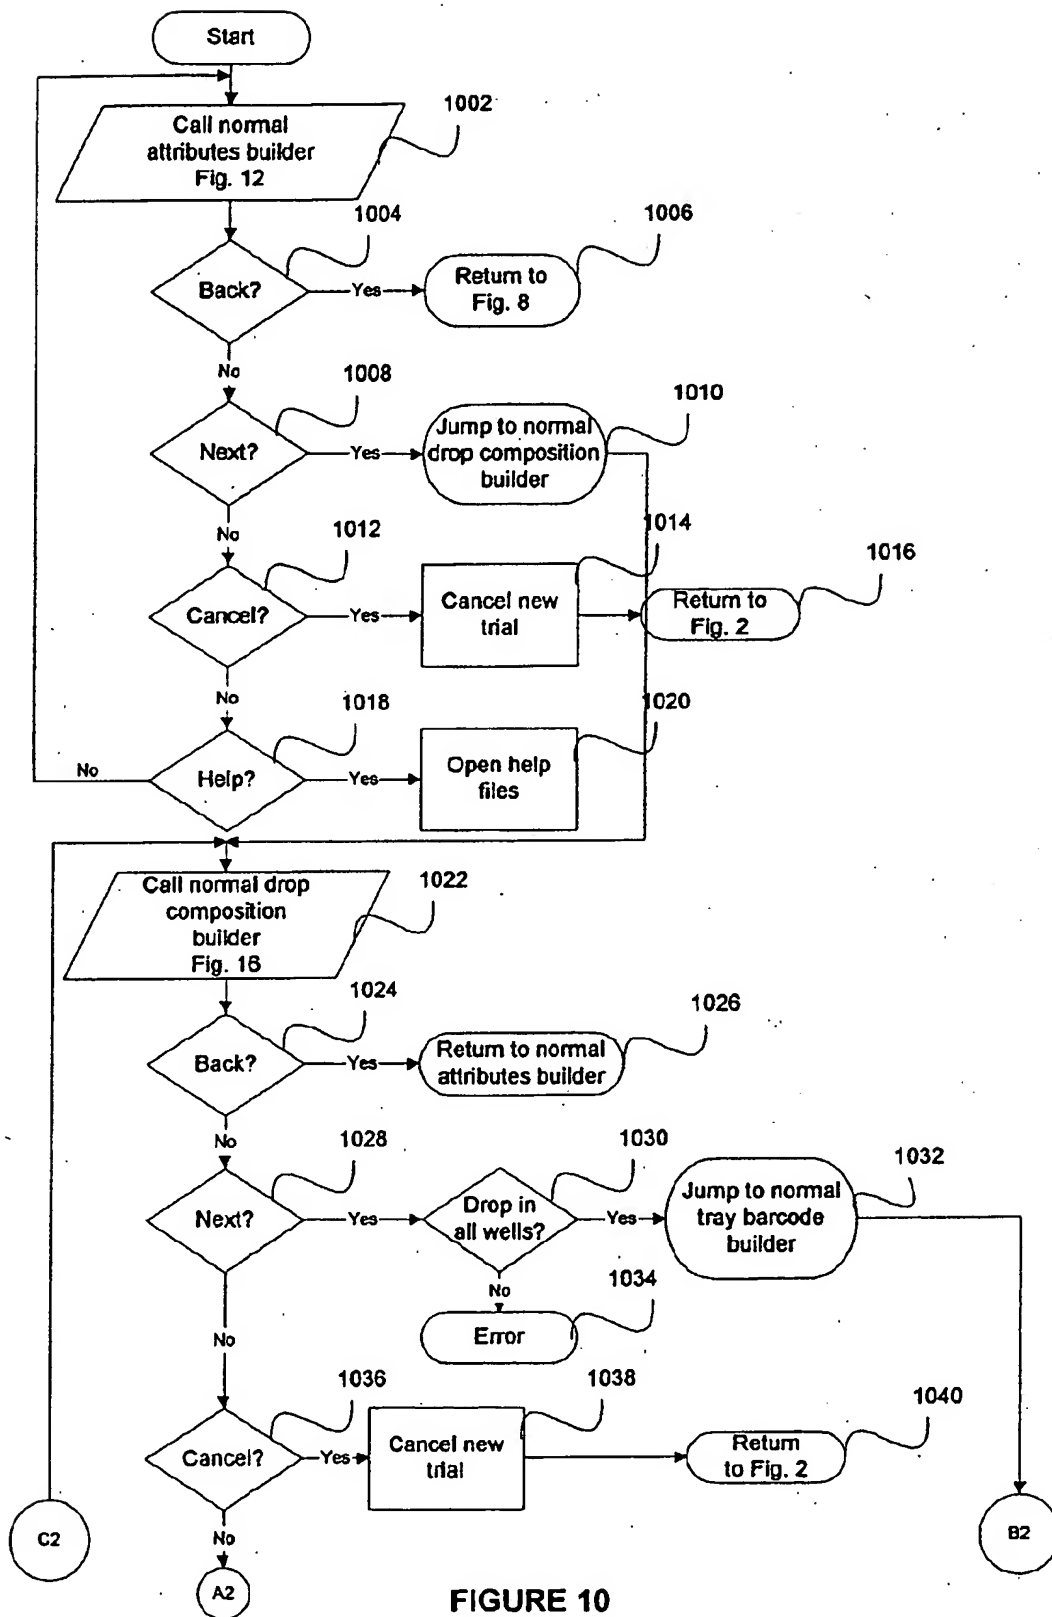 Start
1002
Call normal
attributes builder
Fig. 12
1004
1006
Back?
Yes
Return to
Fig. 8
No
1008
1010
Next?
Yes
Jump to normal
drop composition
builder
No
1012
1014
1016
Cancel?
Yes
Cancel new
trial
Return to
Fig. 2
No
1018
1020
No
Help?
Yes
Open help
files
Call normal drop
composition
builder
Fig. 16
1022
1024
1026
Back?
Yes
Return to normal
attributes builder
No
1028
1030
1032
Next?
Yes
Drop in
all wells?
Yes
Jump to normal
tray barcode
builder
No
1034
Error
No
1036
1038
1040
Cancel?
Yes
Cancel new
trial
Return
to Fig. 2
C2
No
B2
A2
FIGURE 10